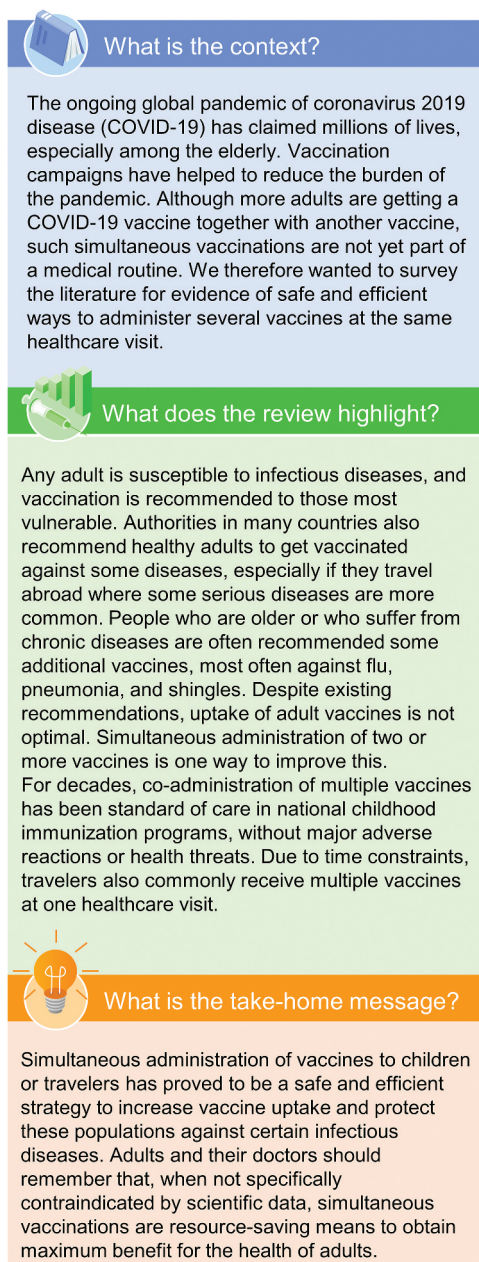 What is the context?
The ongoing global pandemic of coronavirus 2019
disease (COVID-19) has claimed millions of lives,
especially among the elderly. Vaccination
campaigns have helped to reduce the burden of
the pandemic. Although more adults are getting a
COVID-19 vaccine together with another vaccine,
such simultaneous vaccinations are not yet part of
a medical routine. We therefore wanted to survey
the literature for evidence of safe and efficient
ways to administer several vaccines at the same
healthcare visit.
What does the review highlight?
Any adult is susceptible to infectious diseases, and
vaccination is recommended to those most
vulnerable. Authorities in many countries also
recommend healthy adults to get vaccinated
against some diseases, especially if they travel
abroad where some serious diseases are more
common. People who are older or who suffer from
chronic diseases are often recommended some
additional vaccines, most often against flu,
pneumonia, and shingles. Despite existing
recommendations, uptake of adult vaccines is not
optimal. Simultaneous administration of two or
more vaccines is one way to improve this.
For decades, co-administration of multiple vaccines
has been standard of care in national childhood
immunization programs, without major adverse
reactions or health threats. Due to time constraints,
travelers also commonly receive multiple vaccines
at one healthcare visit.
What is the take-home message?
Simultaneous administration of vaccines to children
or travelers has proved to be a safe and efficient
strategy to increase vaccine uptake and protect
these populations against certain infectious
diseases. Adults and their doctors should
remember that, when not specifically
contraindicated by scientific data, simultaneous
vaccinations are resource-saving means to obtain
maximum benefit for the health of adults.